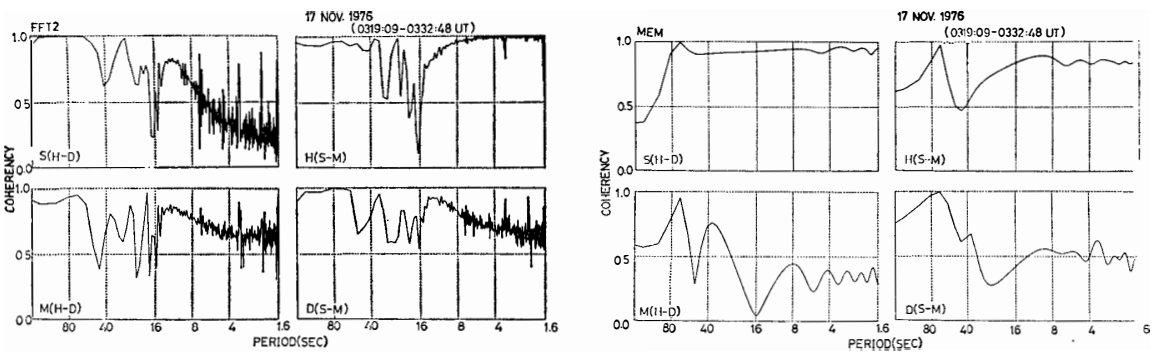 FFT2
17 NOV. 1976
(0319:09-0332:48 UT)
COHERENCY
1.0
0.5
0.0
S(H-D)
H(S-M)
1.0
0.5
0.0
M(H-D)
D(S-M)
80 40 16 8 4 80 40 16 8 4 1.6
PERIOD(SEC)
MEM
17 NOV. 1976
(0319:09-0332:48 UT)
COHERENCY
1.0
0.5
0.0
S(H-D)
H(S-M)
1.0
0.5
0.0
M(H-D)
D(S-M)
80 40 16 8 4 1.6 80 40 16 8 4 6
PERIOD(SEC)